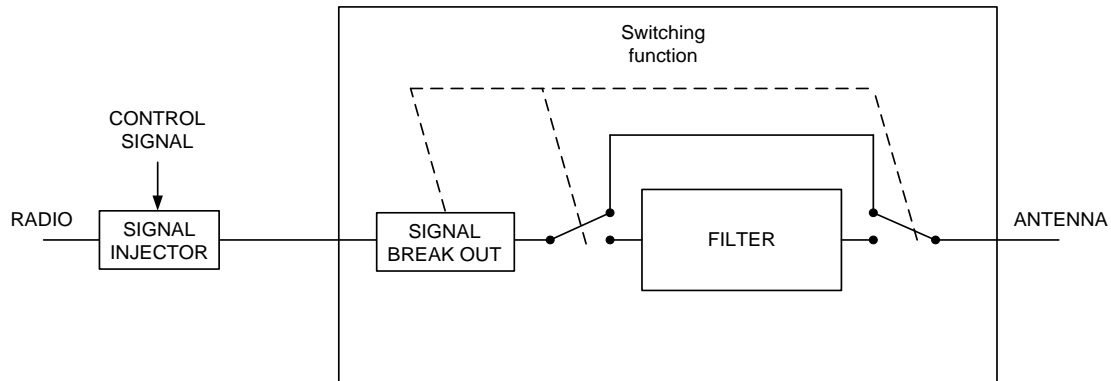 Switching
function
CONTROL
SIGNAL
RADIO
SIGNAL
INJECTOR
SIGNAL
BREAK OUT
FILTER
ANTENNA